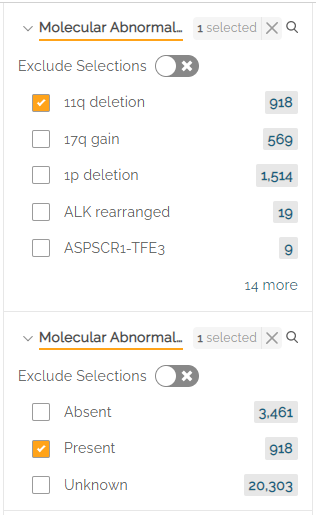 Molecular Abnormal... 1 selected
Exclude Selections
11q deletion 918
17q gain 569
1p deletion 1,514
ALK rearranged 19
ASPSCR1-TFE3 9
14 more
Molecular Abnormal... 1 selected
Exclude Selections
Absent 3,461
Present 918
Unknown 20,303